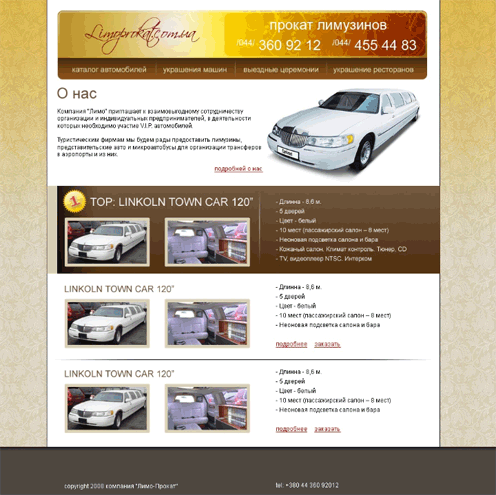 Limoprokat.com.ua
прокат лимузинов
/044/ 360 92 12 /044/ 455 44 83
каталог автомобилей украшения машин выездные церемонии украшение ресторанов
О нас
Компания "Лимо" приглашает к взаимовыгодному сотрудничеству
организации и индивидуальных предпринимателей, в деятельности
которых необходимо участие V.I.P. автомобилей.
Туристическим фирмам мы будем рады предоставить лимузины,
представительские авто и микроавтобусы для организации трансферов
в аэропорты и из них.
подробней о нас
1 TOP: LINKOLN TOWN CAR 120"
- Длинна - 8,6 м.
- 5 дверей
- Цвет - белый
- 10 мест (пассажирский салон – 8 мест)
- Неоновая подсветка салона и бара
- Кожаный салон. Климат контроль. Тюнер, CD
- TV, видеоплеер NTSC. Интерком
LINKOLN TOWN CAR 120"
- Длинна - 8,6 м.
- 5 дверей
- Цвет - белый
- 10 мест (пассажирский салон – 8 мест)
- Неоновая подсветка салона и бара
подробнее заказать
LINKOLN TOWN CAR 120"
- Длинна - 8,6 м.
- 5 дверей
- Цвет - белый
- 10 мест (пассажирский салон – 8 мест)
- Неоновая подсветка салона и бара
подробнее заказать
copyright 2008 компания "Лимо-Прокат"
tel: +380 44 360 92012